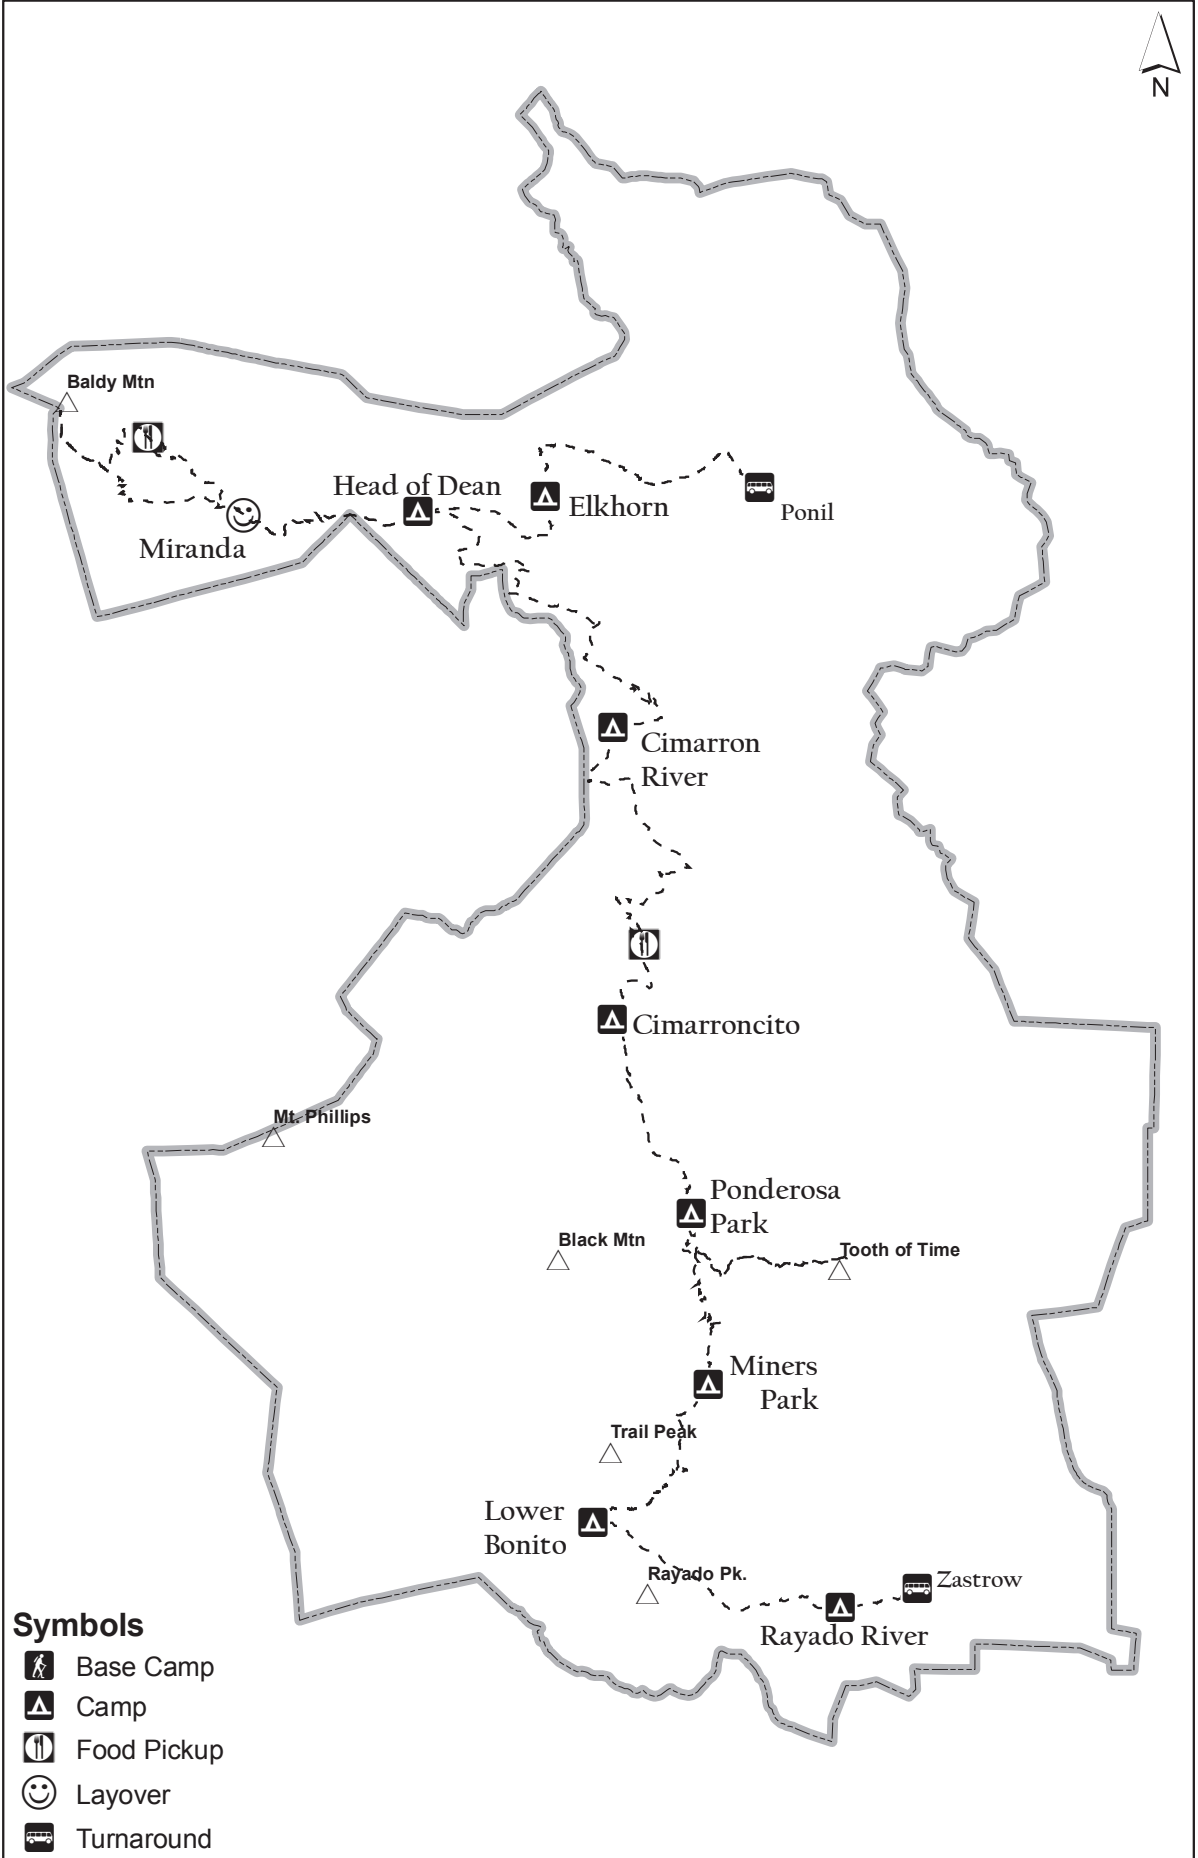 N
Baldy Mtn
Head of Dean
Elkhorn
Ponil
Miranda
Cimarron
River
Cimarroncito
Mt. Phillips
Ponderosa
Park
Black Mtn
Tooth of Time
Miners
Park
Trail Peak
Lower
Bonito
Rayado Pk.
Zastrow
Rayado River
Symbols
Base Camp
Camp
Food Pickup
Layover
Turnaround